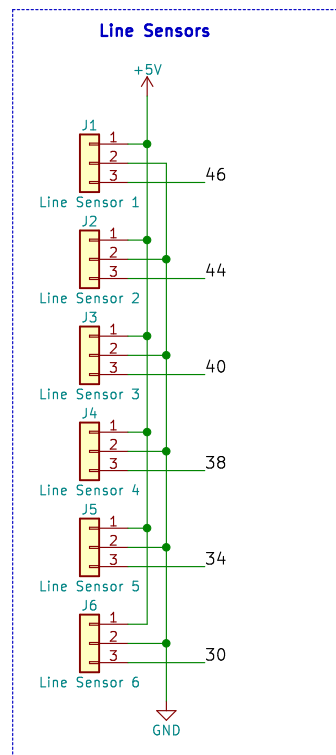 Line Sensors
+5V
J1
1
2
3
46
Line Sensor 1
J2
1
2
3
44
Line Sensor 2
J3
1
2
3
40
Line Sensor 3
J4
1
2
3
38
Line Sensor 4
J5
1
2
3
34
Line Sensor 5
J6
1
2
3
30
Line Sensor 6
GND